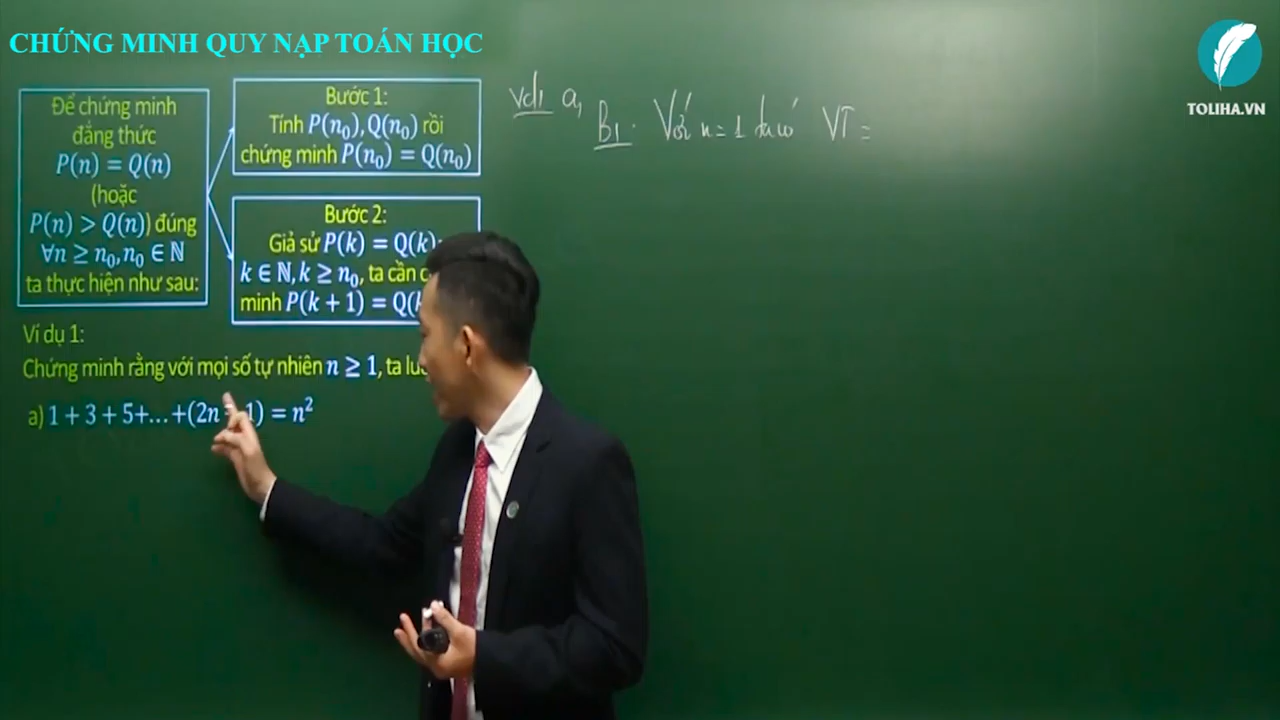 CHỨNG MINH QUY NẠP TOÁN HỌC
TOLIHA.VN
Để chứng minh
đẳng thức
P(n) = Q(n)
(hoặc
P(n) > Q(n)) đúng
∀n ≥ n₀, n₀ ∈ ℕ
ta thực hiện như sau:
Bước 1:
Tính P(n₀), Q(n₀) rồi
chứng minh P(n₀) = Q(n₀)
Bước 2:
Giả sử P(k) = Q(k)
k ∈ ℕ, k ≥ n₀, ta cần
minh P(k + 1) = Q(
Ví dụ 1:
Chứng minh rằng với mọi số tự nhiên n ≥ 1, ta
a) 1 + 3 + 5+...+(2n - 1) = n²
Vd1 a,
B1. Với n = 1 ta có VT =